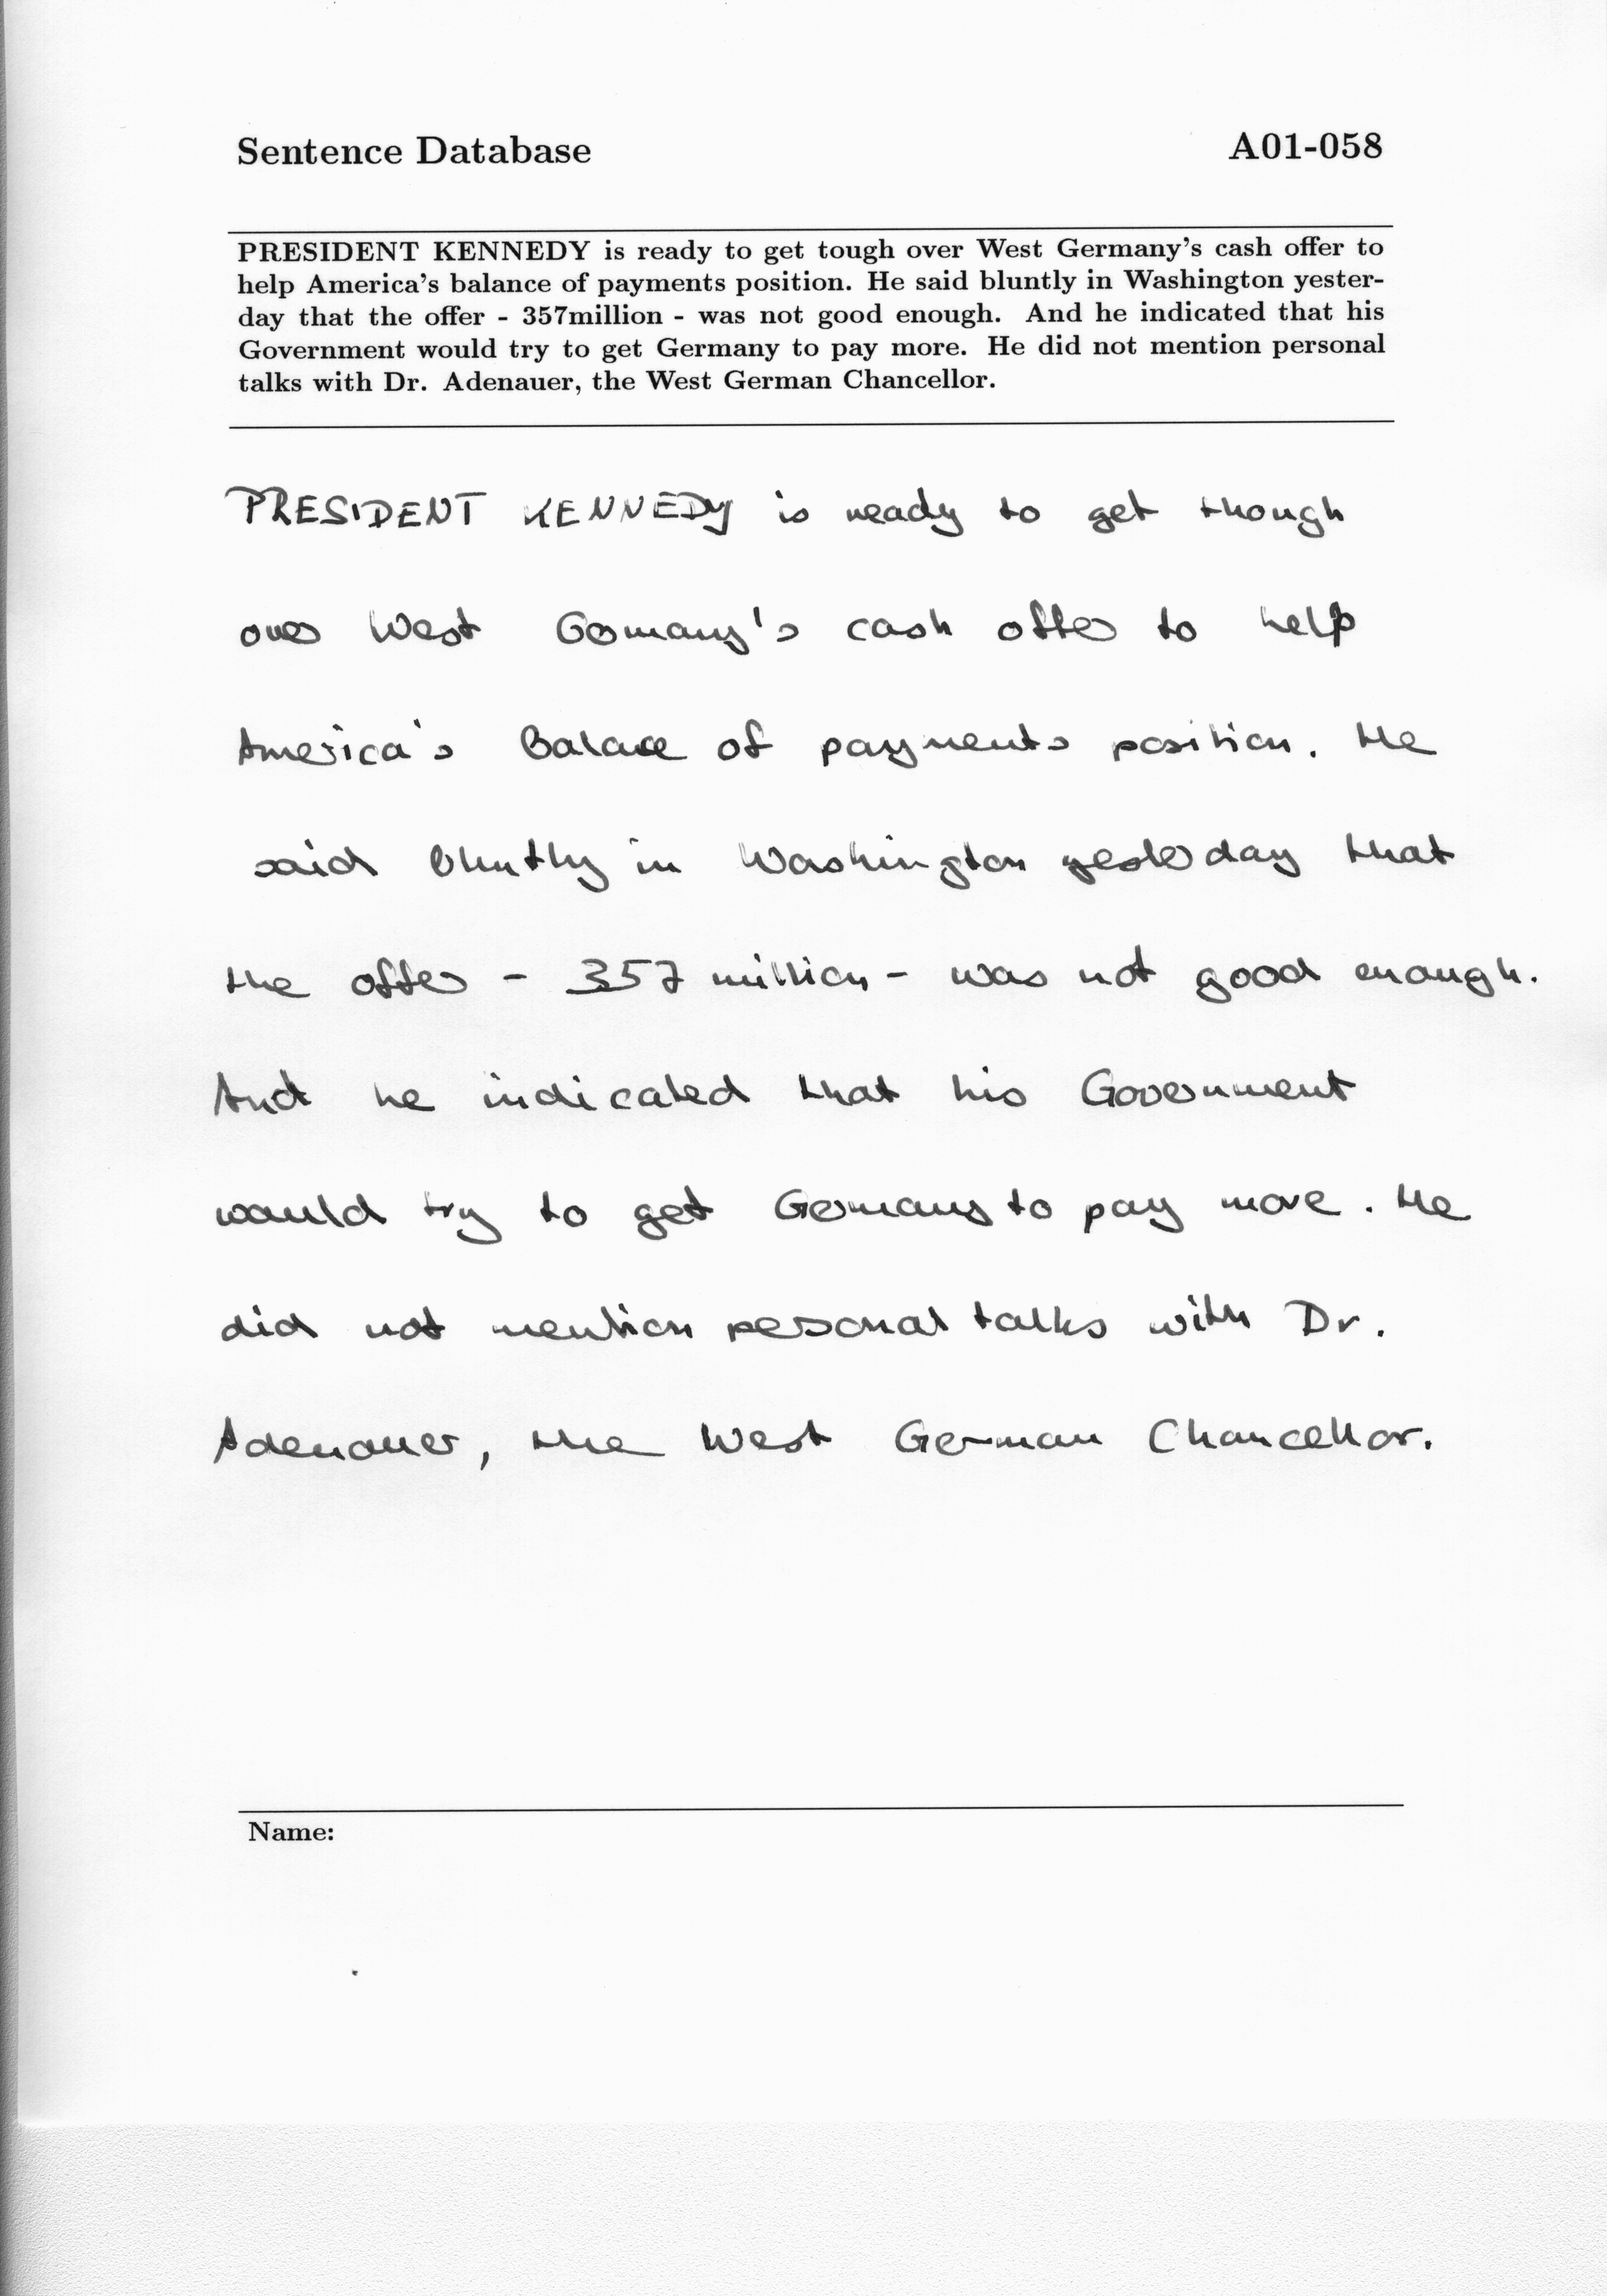 Sentence Database A01-058
PRESIDENT KENNEDY is ready to get tough over West Germany's cash offer to
help America's balance of payments position. He said bluntly in Washington yester-
day that the offer - 357million - was not good enough. And he indicated that his
Government would try to get Germany to pay more. He did not mention personal
talks with Dr. Adenauer, the West German Chancellor.
PRESIDENT KENNEDY is ready to get though
over West Germany's cash offer to help
America's Balace of payments position. He
said bluntly in Washington yesterday that
the offer - 357 million - was not good enough.
And he indicated that his Government
would try to get Germany to pay more. He
did not mention personal talks with Dr.
Adenauer, the West German Chancellor.
Name: